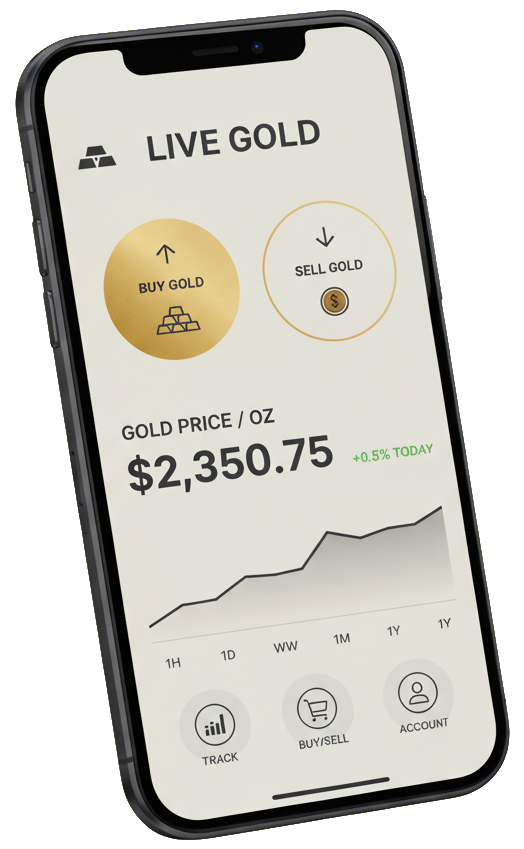 LIVE GOLD
BUY GOLD
SELL GOLD
$
GOLD PRICE / OZ
$2,350.75
+0.5% TODAY
1H 1D WW 1M 1Y 1Y
TRACK
BUY/SELL
ACCOUNT